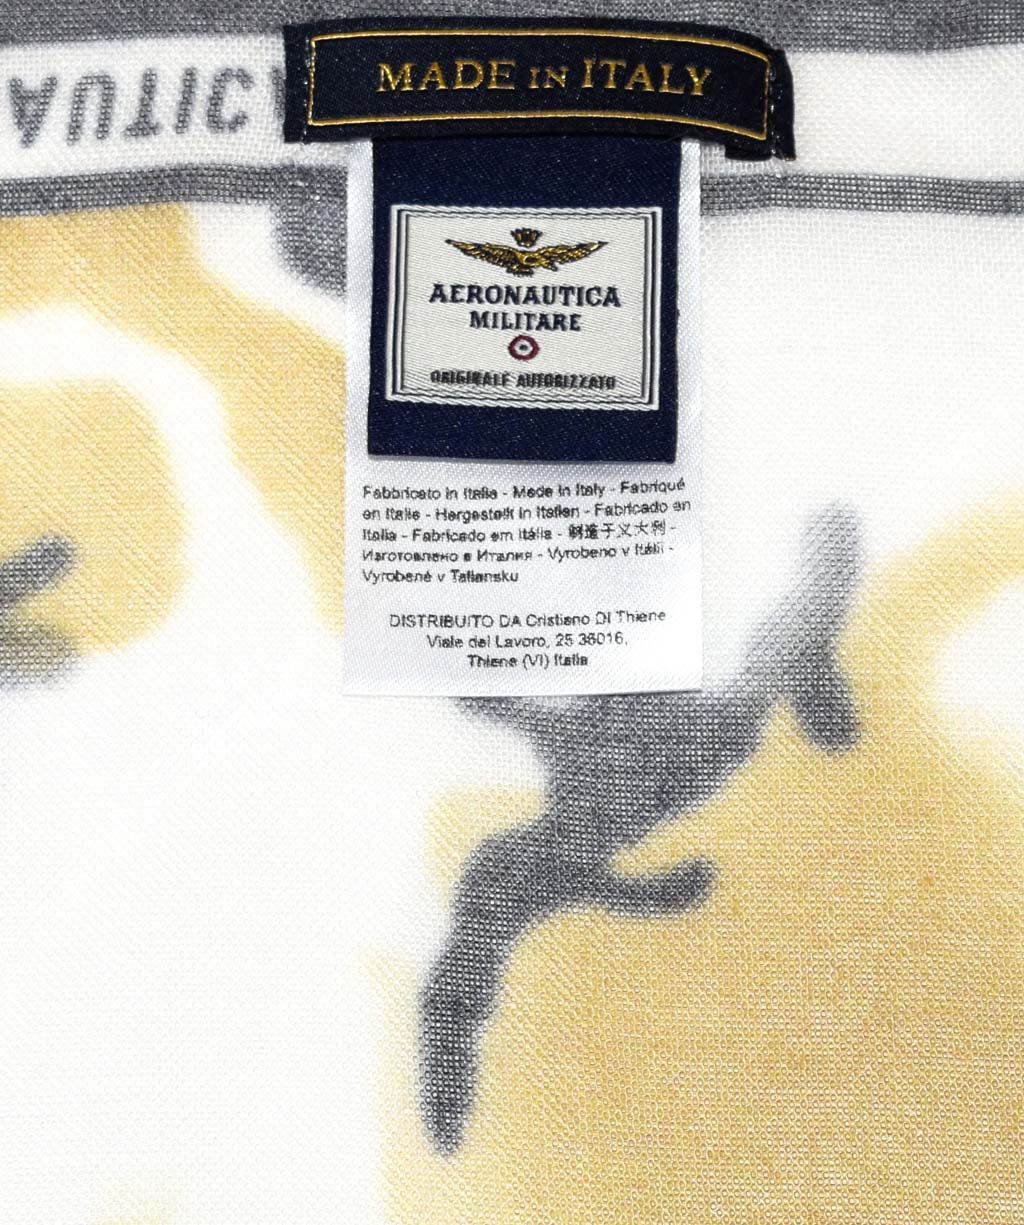 MADE IN ITALY
AUTICA
AERONAUTICA
MILITARE
ORIGINALE AUTORIZZATO
Fabbricato in Italia - Made in Italy - Fabriqué
en Italie - Hergestellt in Italien - Fabricado en
Italia - Fabricado em Itália - 制造于义大利 -
Изготовлено в Италия - Vyrobeno v Itálii -
Vyrobené v Taliansku
DISTRIBUITO DA Cristiano Di Thiene
Viale del Lavoro, 25 36016,
Thiene (VI) Italia